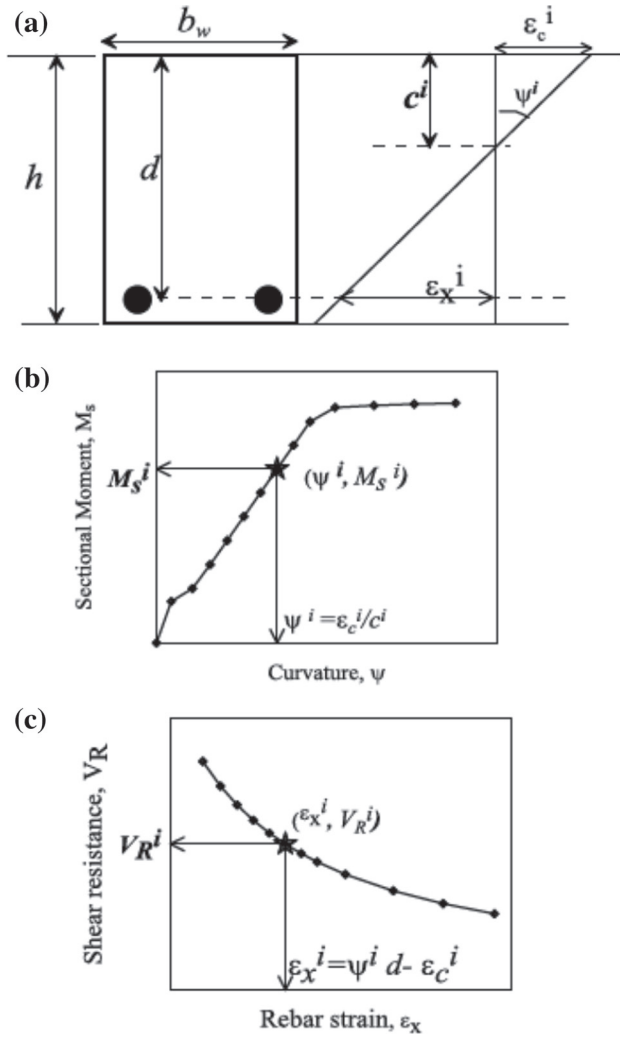 (a)
b_w
ε_c^i
ψ^i
c^i
h
d
ε_x^i
(b)
Sectional Moment, M_s
M_s^i
(ψ^i, M_s^i)
ψ^i = ε_c^i/c^i
Curvature, ψ
(c)
Shear resistance, V_R
V_R^i
(ε_x^i, V_R^i)
ε_x^i=ψ^i d- ε_c^i
Rebar strain, ε_x